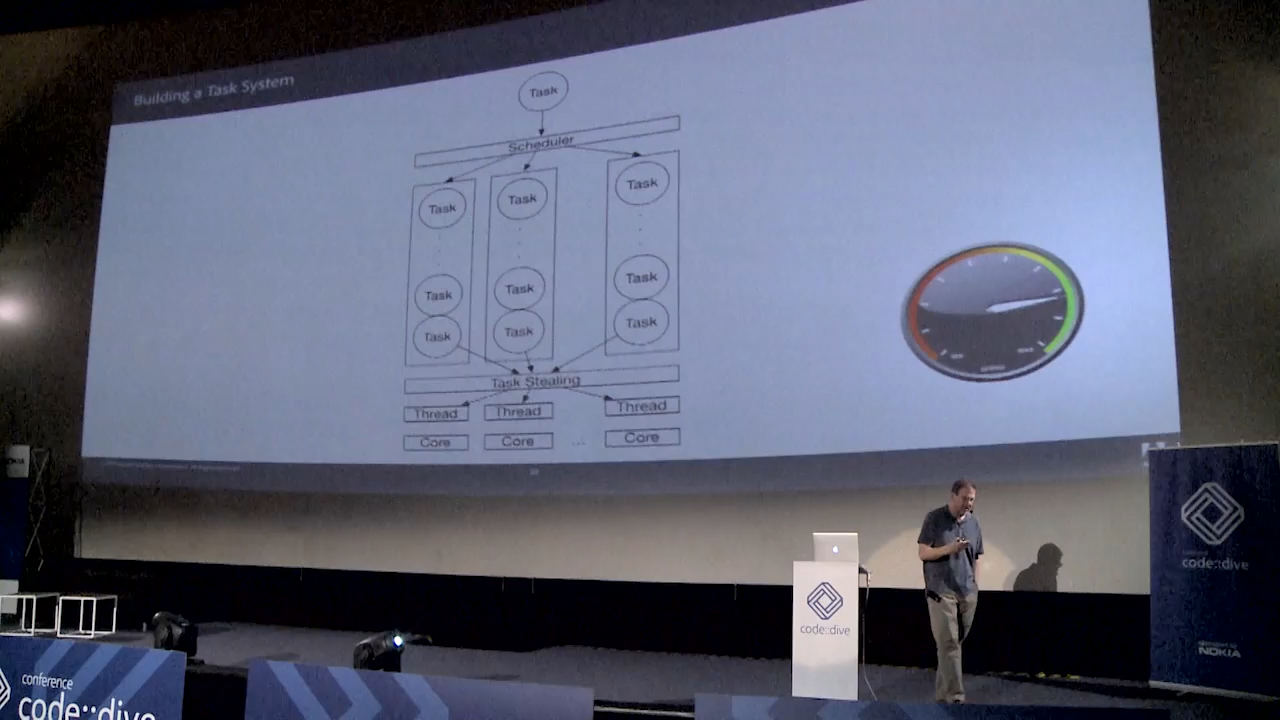 Building a Task System
Task
Scheduler
Task Task Task
Task Task Task
Task Task Task
Task Stealing
Thread Thread Thread
Core Core ... Core
NOKIA
code::dive
code::dive
NOKIA
conference
code::dive